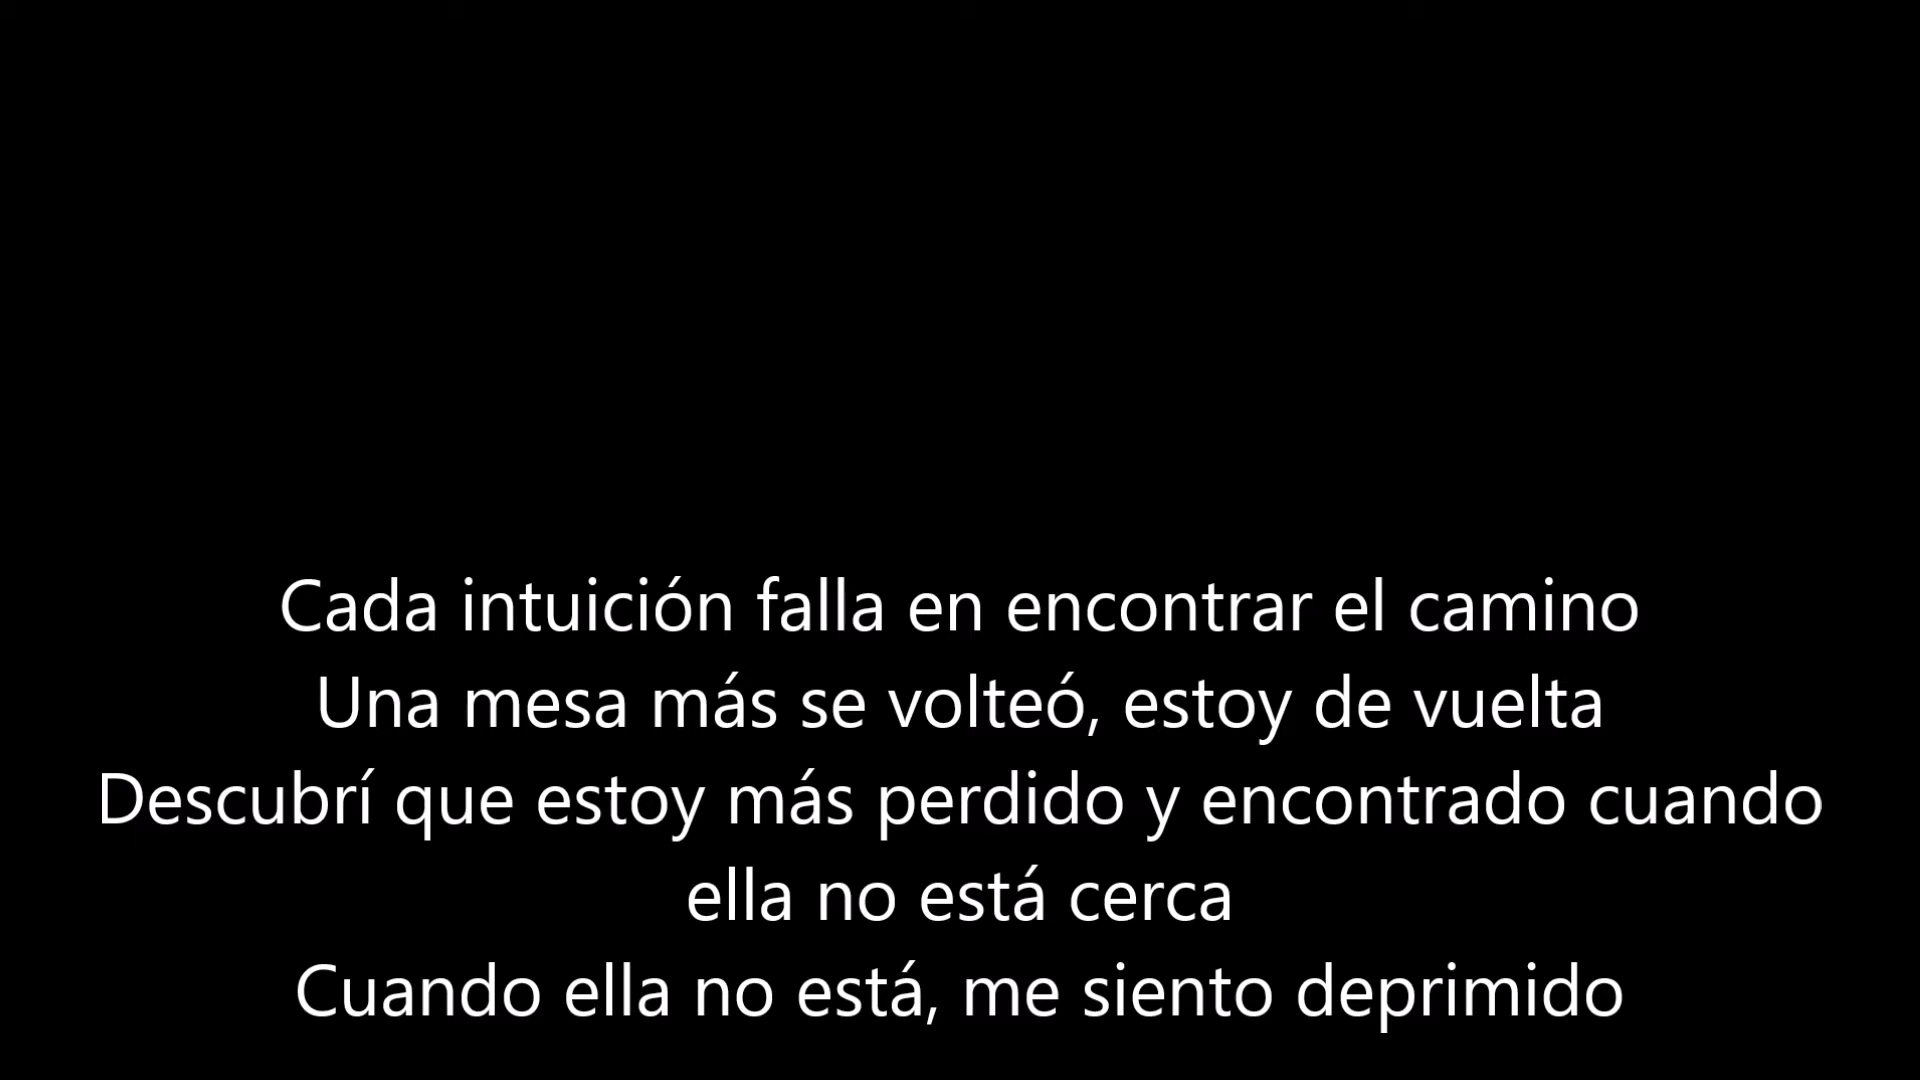 Cada intuición falla en encontrar el camino
Una mesa más se volteó, estoy de vuelta
Descubrí que estoy más perdido y encontrado cuando
ella no está cerca
Cuando ella no está, me siento deprimido